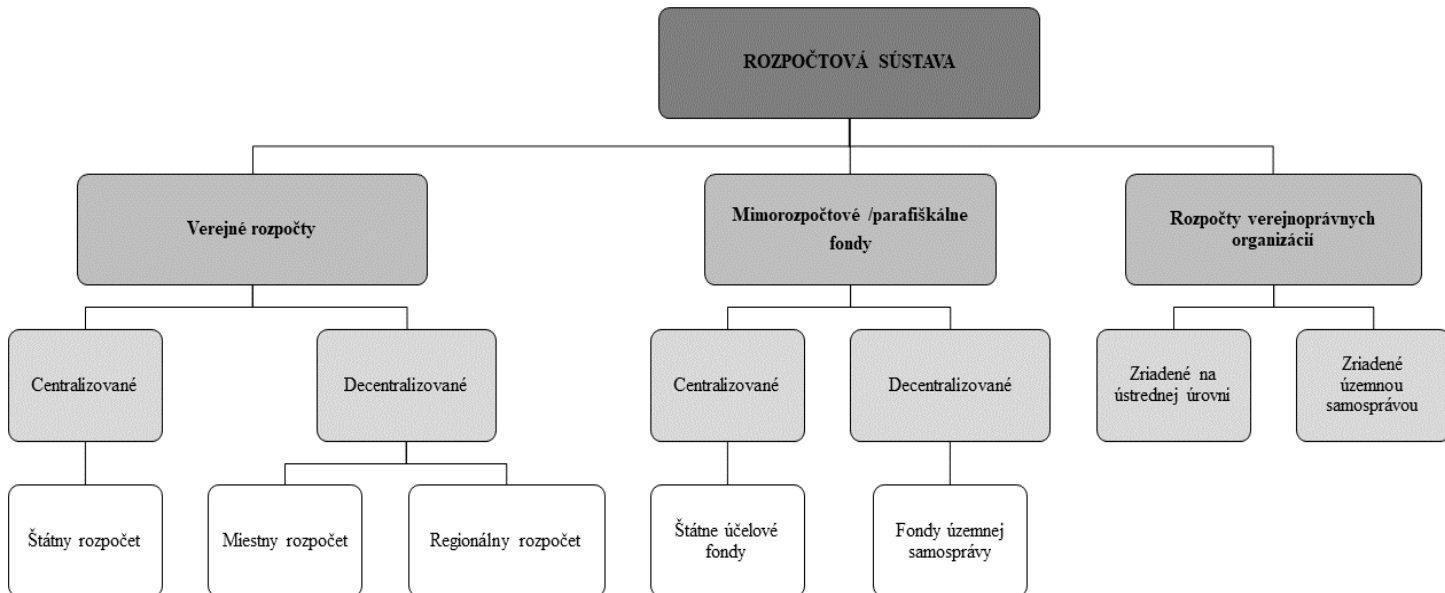 ROZPOČTOVÁ SÚSTAVA
Verejné rozpočty
Mimorozpočtové /parafiškálne
fondy
Rozpočty verejnoprávnych
organizácií
Centralizované
Decentralizované
Centralizované
Decentralizované
Zriadené na
ústrednej úrovni
Zriadené
územnou
samosprávou
Štátny rozpočet
Miestny rozpočet
Regionálny rozpočet
Štátne účelové
fondy
Fondy územnej
samosprávy